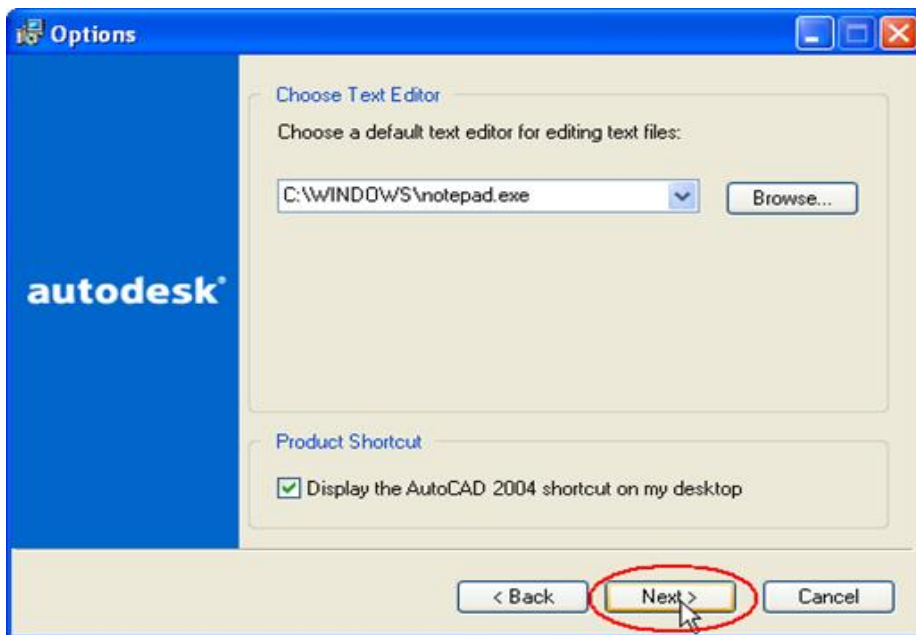 Options
autodesk®
Choose Text Editor
Choose a default text editor for editing text files:
C:\WINDOWS\notepad.exe
Browse...
Product Shortcut
Display the AutoCAD 2004 shortcut on my desktop
< Back
Next >
Cancel